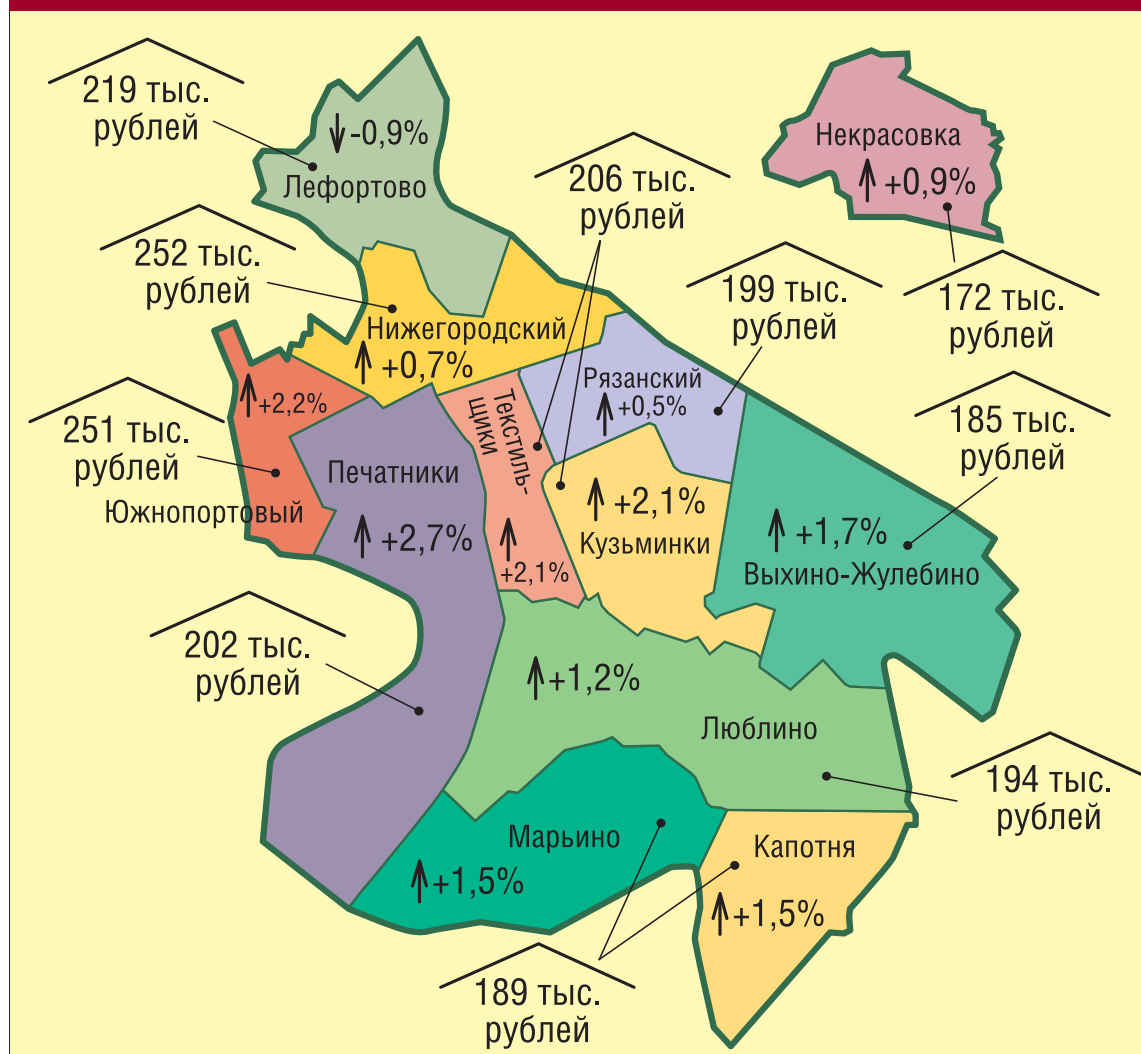 219 тыс.
рублей
-0,9%
Лефортово
Некрасовка
+0,9%
172 тыс.
рублей
206 тыс.
рублей
252 тыс.
рублей
Нижегородский
+0,7%
199 тыс.
рублей
Рязанский
+0,5%
+2,2%
251 тыс.
рублей
Южнопортовый
Печатники
+2,7%
Текстиль-
щики
+2,1%
+2,1%
Кузьминки
185 тыс.
рублей
+1,7%
Выхино-Жулебино
202 тыс.
рублей
+1,2%
Люблино
194 тыс.
рублей
Марьино
+1,5%
Капотня
+1,5%
189 тыс.
рублей